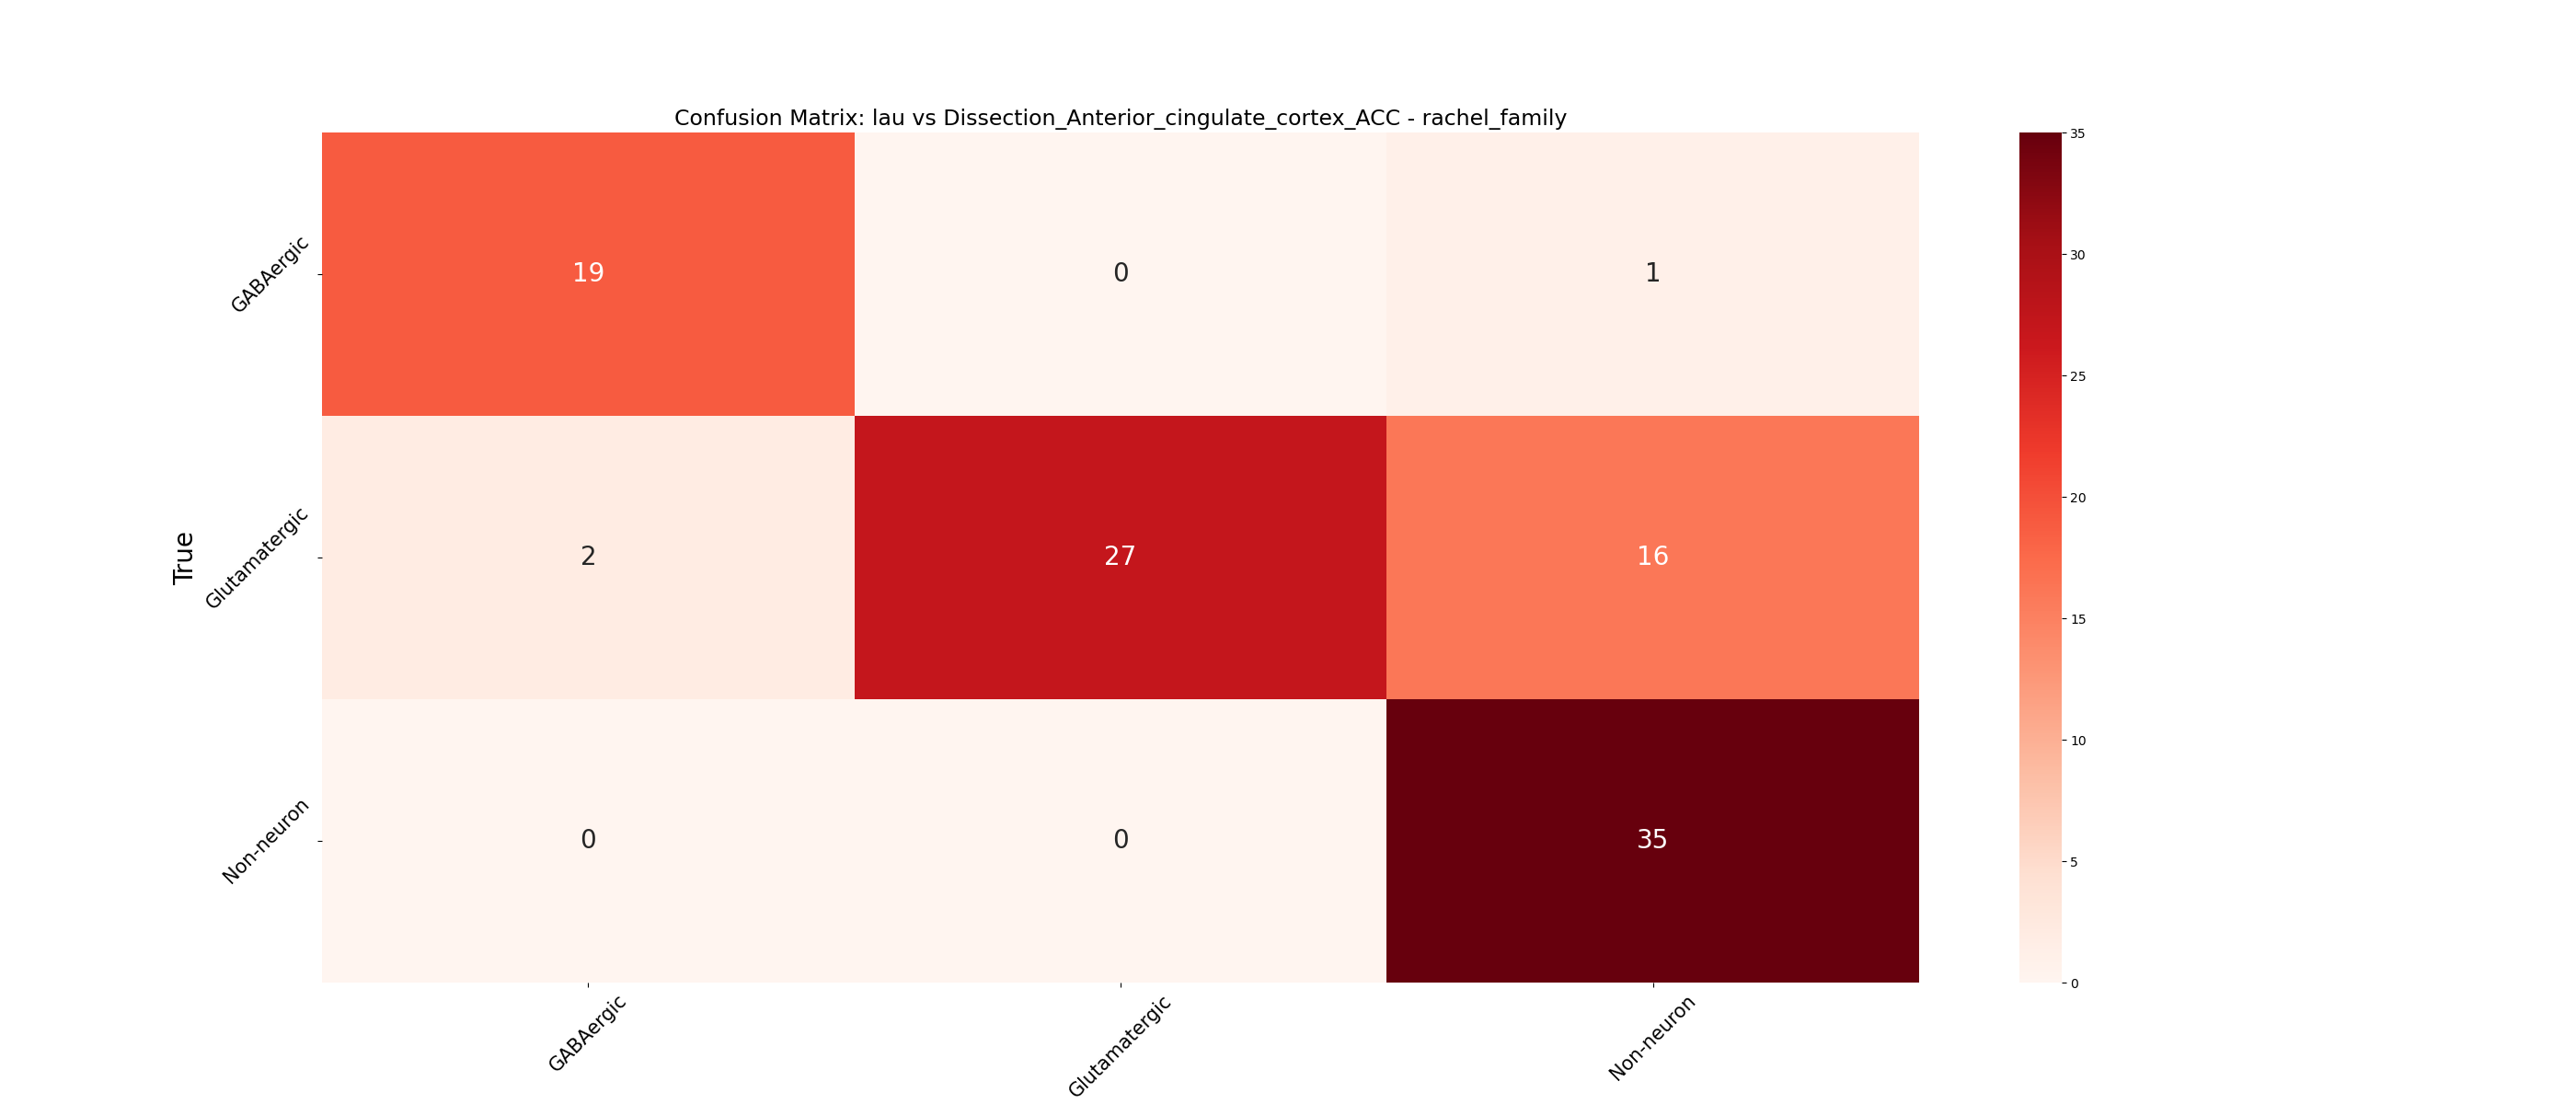 Confusion Matrix: lau vs Dissection_Anterior_cingulate_cortex_ACC - rachel_family
35
30
25
20
15
10
5
0
True
GABAergic
19
0
1
Glutamatergic
2
27
16
Non-neuron
0
0
35
GABAergic
Glutamatergic
Non-neuron